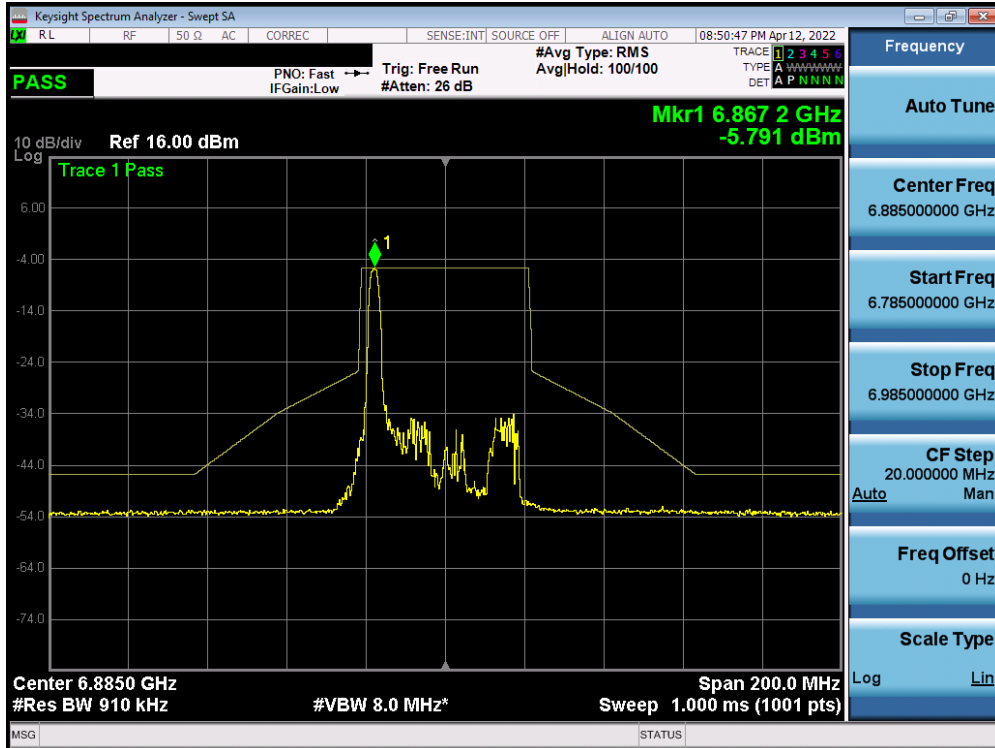 Keysight Spectrum Analyzer - Swept SA
LXI RL RF 50 Ω AC CORREC SENSE:INT SOURCE OFF ALIGN AUTO 08:50:47 PM Apr 12, 2022
PASS
PNO: Fast
IFGain:Low
Trig: Free Run
#Atten: 26 dB
#Avg Type: RMS
Avg|Hold: 100/100
TRACE 1 2 3 4 5 6
TYPE A WWWWW
DET A P N N N N
Mkr1 6.867 2 GHz
-5.791 dBm
10 dB/div Ref 16.00 dBm
Log
Trace 1 Pass
1
6.00
-4.00
-14.0
-24.0
-34.0
-44.0
-54.0
-64.0
-74.0
Center 6.8850 GHz Span 200.0 MHz
#Res BW 910 kHz #VBW 8.0 MHz* Sweep 1.000 ms (1001 pts)
MSG STATUS
Frequency
Auto Tune
Center Freq
6.885000000 GHz
Start Freq
6.785000000 GHz
Stop Freq
6.985000000 GHz
CF Step
20.000000 MHz
Auto Man
Freq Offset
0 Hz
Scale Type
Log Lin